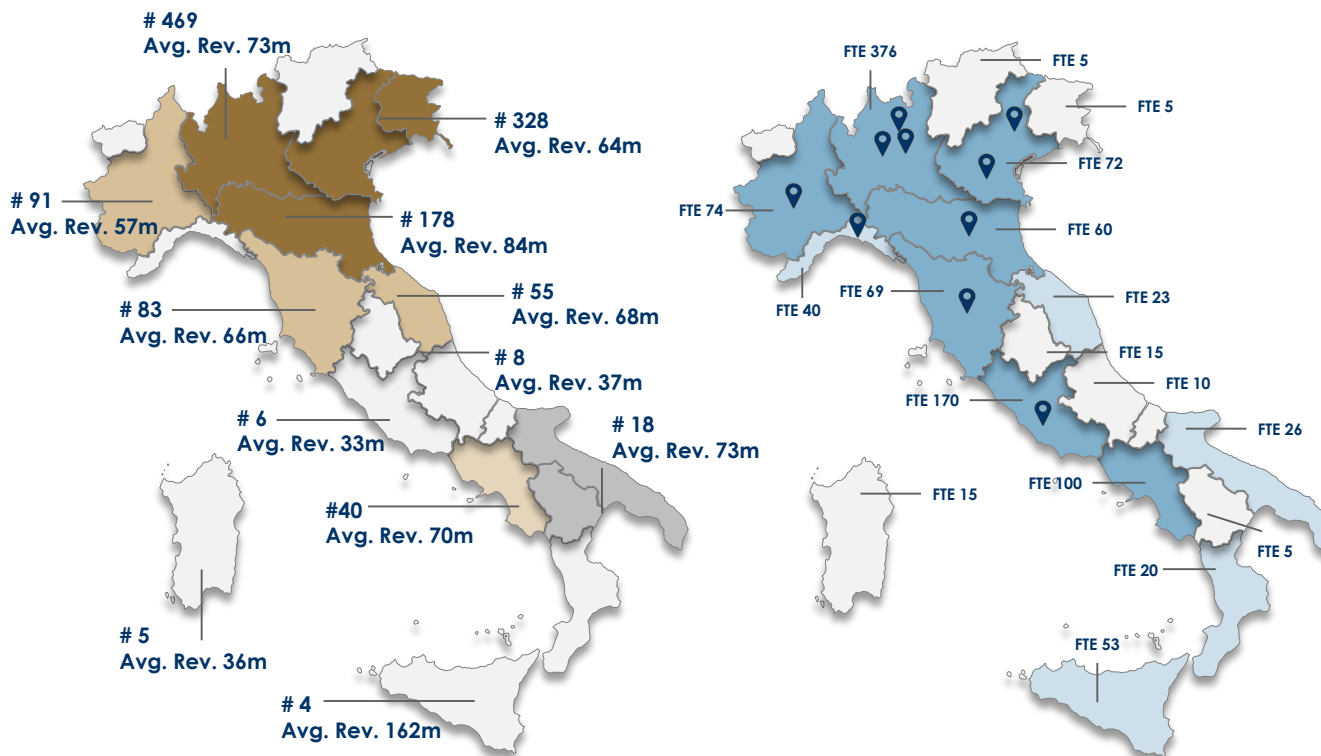 # 469
Avg. Rev. 73m
# 328
Avg. Rev. 64m
# 91
Avg. Rev. 57m
# 178
Avg. Rev. 84m
# 83
Avg. Rev. 66m
# 55
Avg. Rev. 68m
# 8
Avg. Rev. 37m
# 6
Avg. Rev. 33m
# 18
Avg. Rev. 73m
#40
Avg. Rev. 70m
# 5
Avg. Rev. 36m
# 4
Avg. Rev. 162m
FTE 376
FTE 5
FTE 5
FTE 72
FTE 74
FTE 60
FTE 40
FTE 69
FTE 23
FTE 15
FTE 10
FTE 170
FTE 26
FTE 15
FTE 100
FTE 5
FTE 20
FTE 53